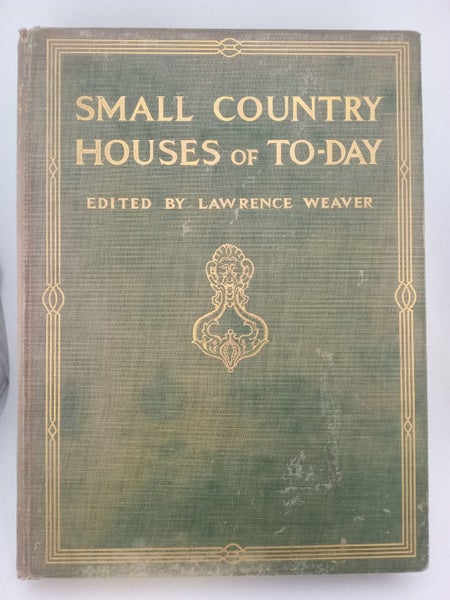 SMALL COUNTRY
HOUSES OF TO-DAY
EDITED BY LAWRENCE WEAVER